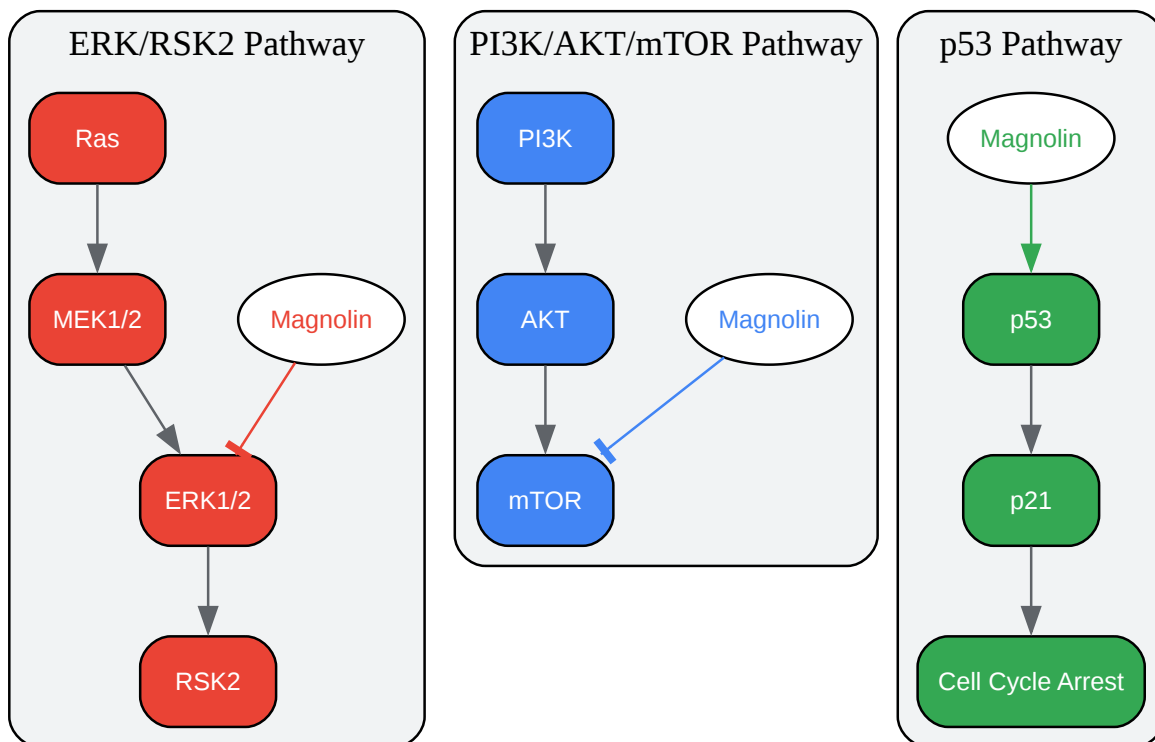 ERK/RSK2 Pathway
Ras
MEK1/2
Magnolin
ERK1/2
RSK2
PI3K/AKT/mTOR Pathway
PI3K
AKT
Magnolin
mTOR
p53 Pathway
Magnolin
p53
p21
Cell Cycle Arrest